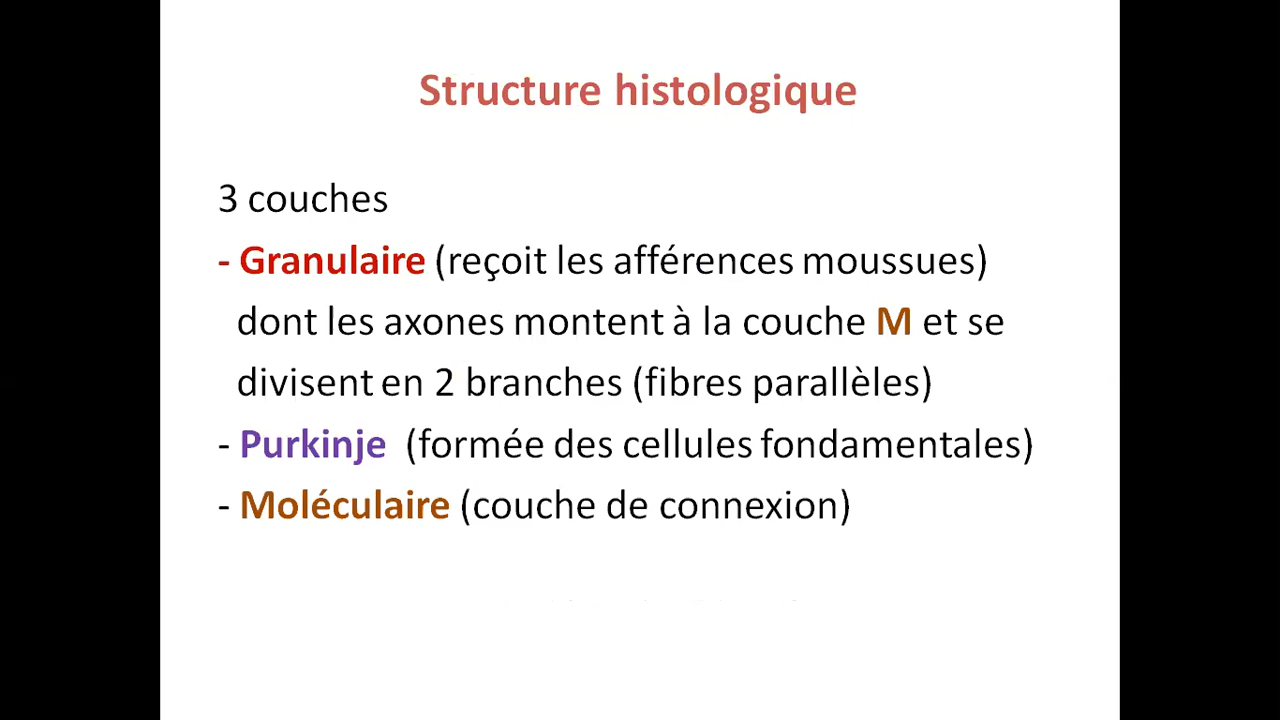 Structure histologique
3 couches
- Granulaire (reçoit les afférences moussues)
dont les axones montent à la couche M et se
divisent en 2 branches (fibres parallèles)
- Purkinje (formée des cellules fondamentales)
- Moléculaire (couche de connexion)